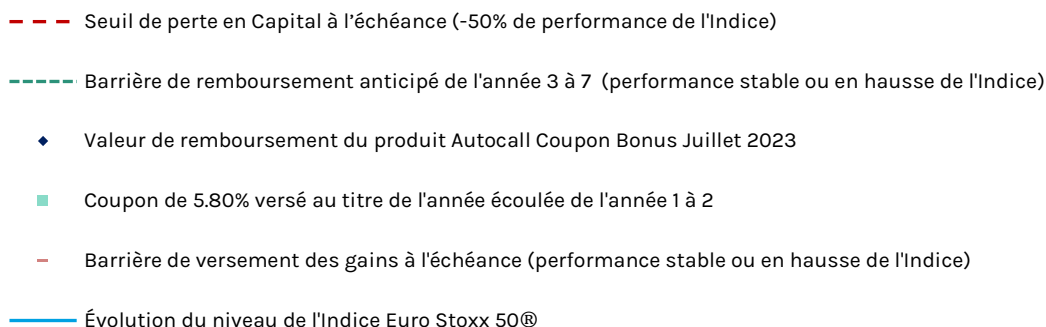 Seuil de perte en Capital à l’échéance (-50% de performance de l'Indice)
Barrière de remboursement anticipé de l'année 3 à 7 (performance stable ou en hausse de l'Indice)
Valeur de remboursement du produit Autocall Coupon Bonus Juillet 2023
Coupon de 5.80% versé au titre de l'année écoulée de l'année 1 à 2
Barrière de versement des gains à l'échéance (performance stable ou en hausse de l'Indice)
Évolution du niveau de l'Indice Euro Stoxx 50®